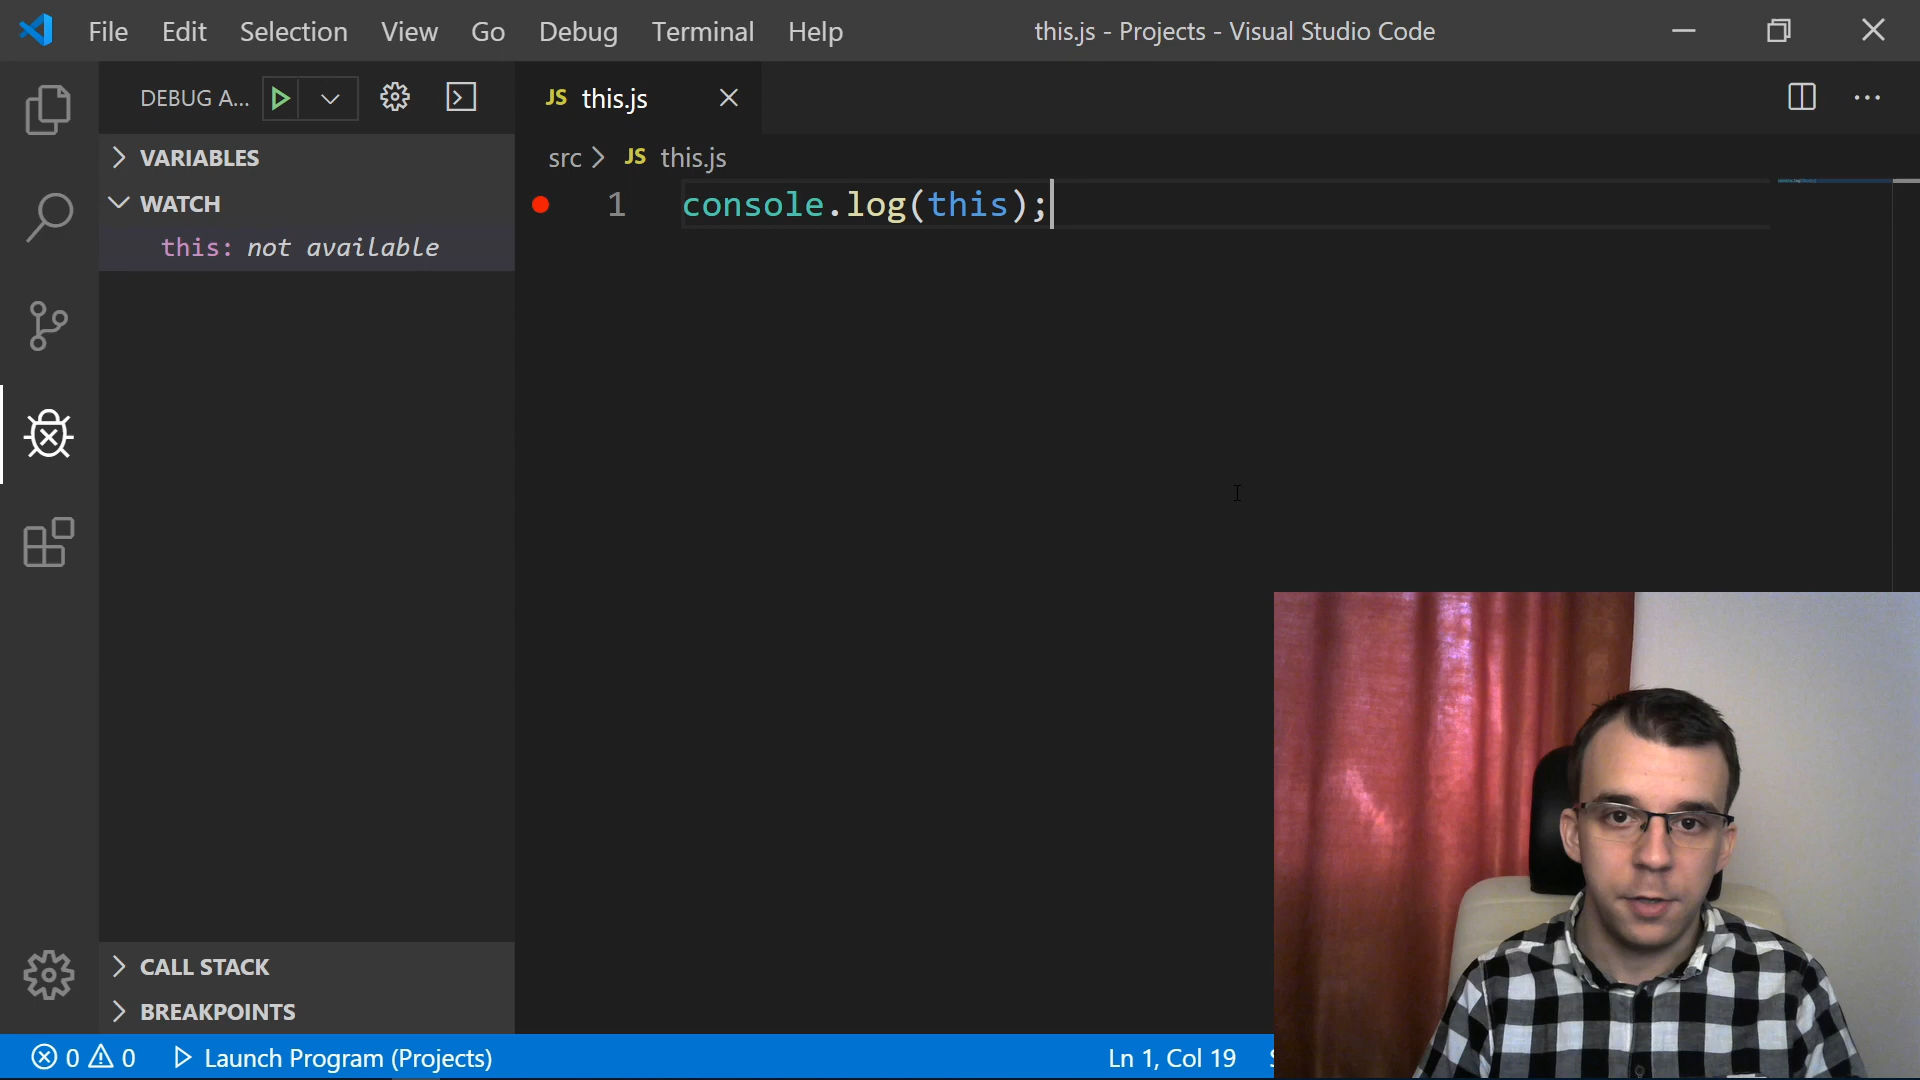 File Edit Selection View Go Debug Terminal Help this.js - Projects - Visual Studio Code
DEBUG A...
JS this.js
VARIABLES
src > JS this.js
WATCH
1 console.log(this);
this: not available
CALL STACK
BREAKPOINTS
0 0 Launch Program (Projects) Ln 1, Col 19